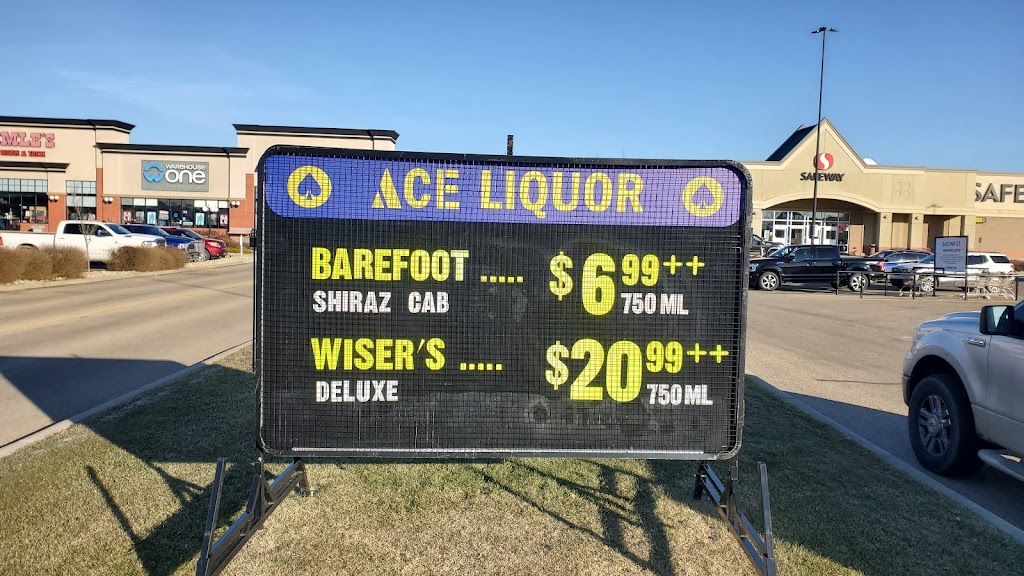 MLE'S
WAREHOUSE
one
ACE LIQUOR
BAREFOOT ..... $6 99++
SHIRAZ CAB 750 ML
WISER'S ..... $20 99++
DELUXE 750 ML
SAFEWAY
SAFE